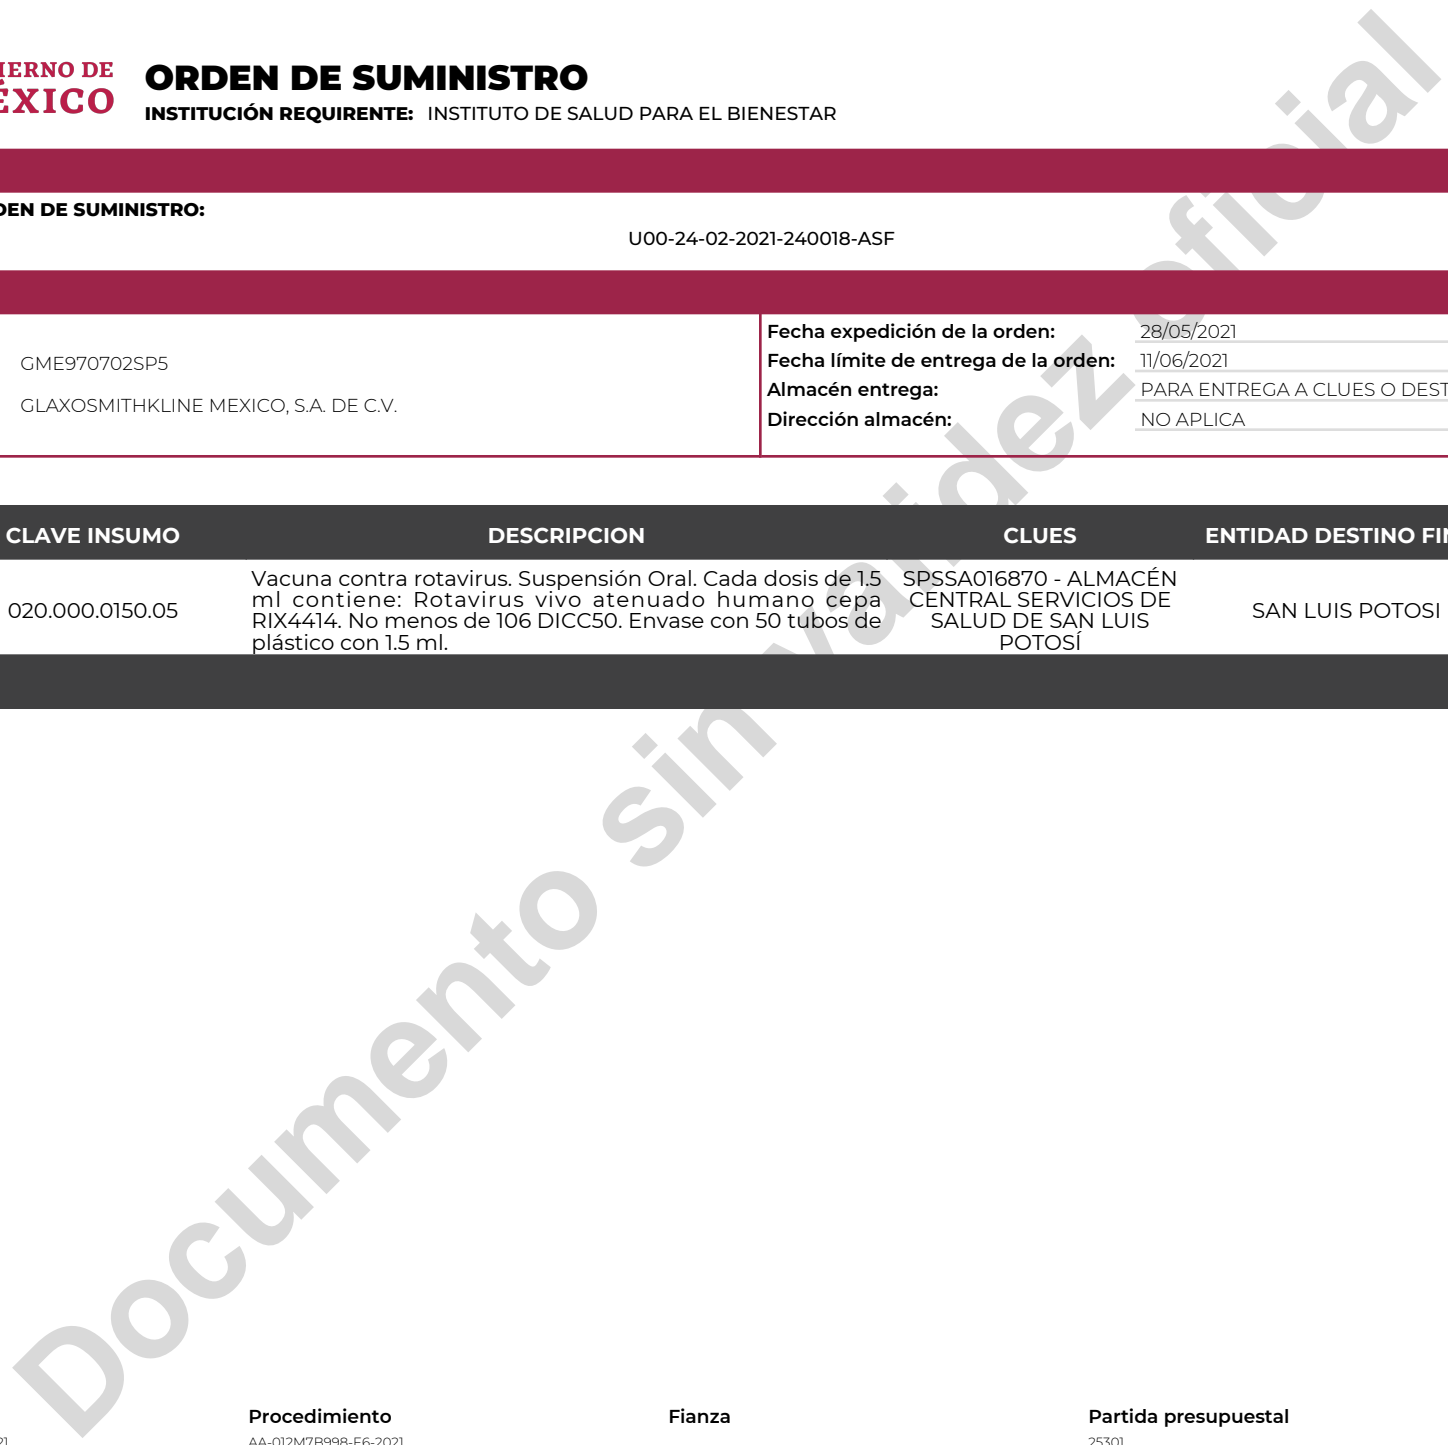 ORDEN DE SUMINISTRO
INSTITUCIÓN REQUIRENTE: INSTITUTO DE SALUD PARA EL BIENESTAR
DE SUMINISTRO:
U00-24-02-2021-240018-ASF
GME970702SP5
GLAXOSMITHKLINE MEXICO, S.A. DE C.V.
Fecha expedición de la orden: 28/05/2021
Fecha límite de entrega de la orden: 11/06/2021
Almacén entrega: PARA ENTREGA A CLUES O
Dirección almacén: NO APLICA
CLAVE INSUMO DESCRIPCION CLUES ENTIDAD DESTINO
020.000.0150.05
Vacuna contra rotavirus. Suspensión Oral. Cada dosis de 1.5
ml contiene: Rotavirus vivo atenuado humano cepa
RIX4414. No menos de 106 DICC50. Envase con 50 tubos de
plástico con 1.5 ml.
SPSSA016870 - ALMACÉN
CENTRAL SERVICIOS DE
SALUD DE SAN LUIS
POTOSÍ
SAN LUIS POTOSI
Documento sin validez oficial
Procedimiento Fianza Partida presupuestal
AA-012M7B998-E6-2021 25301